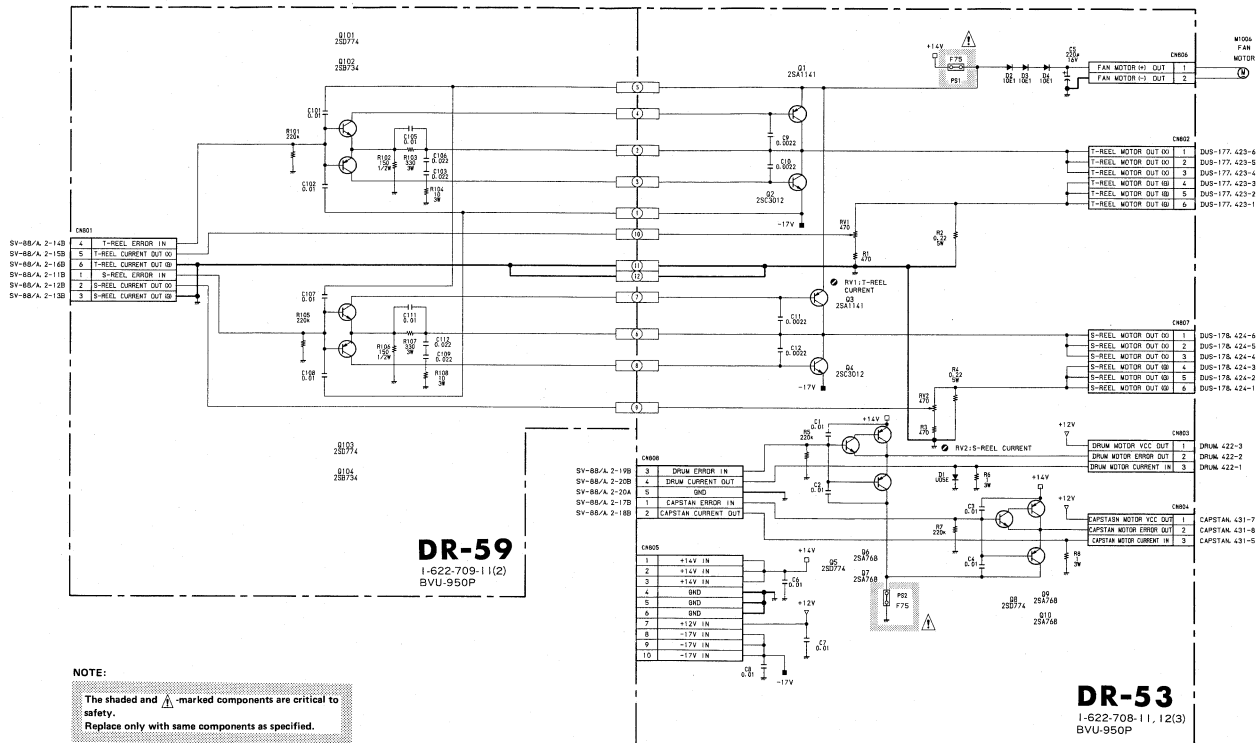 Q101
2SD774
Q102
2SB734
C101
0.01
R101
220k
C105
0.01
R102
150
1/2W
R103
330
3W
C106
0.022
C103
0.022
R104
10
3W
C102
0.01
CN801
SV-88/A. 2-14B 4 T-REEL ERROR IN
SV-88/A. 2-15B 5 T-REEL CURRENT OUT (X)
SV-88/A. 2-16B 6 T-REEL CURRENT OUT (G)
SV-88/A. 2-11B 1 S-REEL ERROR IN
SV-88/A. 2-12B 2 S-REEL CURRENT OUT (X)
SV-88/A. 2-13B 3 S-REEL CURRENT OUT (G)
C107
0.01
R105
220k
C111
0.01
R106
150
1/2W
R107
330
3W
C112
0.022
C109
0.022
R108
10
3W
C108
0.01
Q103
2SD774
Q104
2SB734
DR-59
1-622-709-11(2)
BVU-950P
NOTE:
The shaded and ⚠-marked components are critical to
safety.
Replace only with same components as specified.
4
1
10
11
12
7
6
8
9
Q1
2SA1141
C9
0.0022
C10
0.0022
Q2
2SC3012
-17V
RV1
470
R1
470
R2
0.22
5W
RV1:T-REEL
CURRENT
Q3
2SA1141
C11
0.0022
C12
0.0022
Q4
2SC3012
-17V
RV2
470
R3
470
R4
0.22
5W
RV2:S-REEL CURRENT
+14V
F75
PS1
D2
10E1
D3
10E1
D4
10E1
C5
220µ
16V
CN806
FAN MOTOR (+) OUT 1
FAN MOTOR (-) OUT 2
M1006
FAN
MOTOR
M
CN802
T-REEL MOTOR OUT (X) 1 DUS-177. 423-6
T-REEL MOTOR OUT (X) 2 DUS-177. 423-5
T-REEL MOTOR OUT (X) 3 DUS-177. 423-4
T-REEL MOTOR OUT (G) 4 DUS-177. 423-3
T-REEL MOTOR OUT (G) 5 DUS-177. 423-2
T-REEL MOTOR OUT (G) 6 DUS-177. 423-1
CN807
S-REEL MOTOR OUT (X) 1 DUS-178. 424-6
S-REEL MOTOR OUT (X) 2 DUS-178. 424-5
S-REEL MOTOR OUT (X) 3 DUS-178. 424-4
S-REEL MOTOR OUT (G) 4 DUS-178. 424-3
S-REEL MOTOR OUT (G) 5 DUS-178. 424-2
S-REEL MOTOR OUT (G) 6 DUS-178. 424-1
CN803
+12V
DRUM MOTOR VCC OUT 1 DRUM. 422-3
DRUM MOTOR ERROR OUT 2 DRUM. 422-2
DRUM MOTOR CURRENT IN 3 DRUM. 422-1
CN804
+12V
CAPSTASN MOTOR VCC OUT 1 CAPSTAN. 431-7
CAPSTAN MOTOR ERROR OUT 2 CAPSTAN. 431-8
CAPSTAN MOTOR CURRENT IN 3 CAPSTAN. 431-5
CN808
SV-88/A. 2-19B 3 DRUM ERROR IN
SV-88/A. 2-20B 4 DRUM CURRENT OUT
SV-88/A. 2-20A 5 GND
SV-88/A. 2-17B 1 CAPSTAN ERROR IN
SV-88/A. 2-18B 2 CAPSTAN CURRENT OUT
R5
220k
C1
0.01
C2
0.01
+14V
D1
U05E
R6
1
3W
+14V
R7
220k
C3
0.01
C4
0.01
R8
1
3W
CN805
1 +14V IN
2 +14V IN
3 +14V IN
4 GND
5 GND
6 GND
7 +12V IN
8 -17V IN
9 -17V IN
10 -17V IN
+14V
C6
0.01
+12V
C7
0.01
C8
0.01
-17V
Q5
2SD774
Q6
2SA768
Q7
2SA768
PS2
F75
Q8
2SD774
Q9
2SA768
Q10
2SA768
DR-53
1-622-708-11, 12(3)
BVU-950P